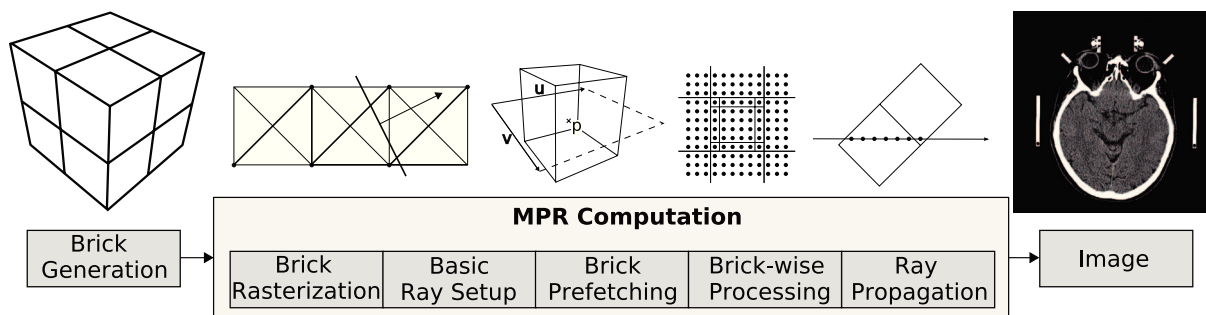 u
v
p
MPR Computation
Brick
Generation
Brick
Rasterization
Basic
Ray Setup
Brick
Prefetching
Brick-wise
Processing
Ray
Propagation
Image